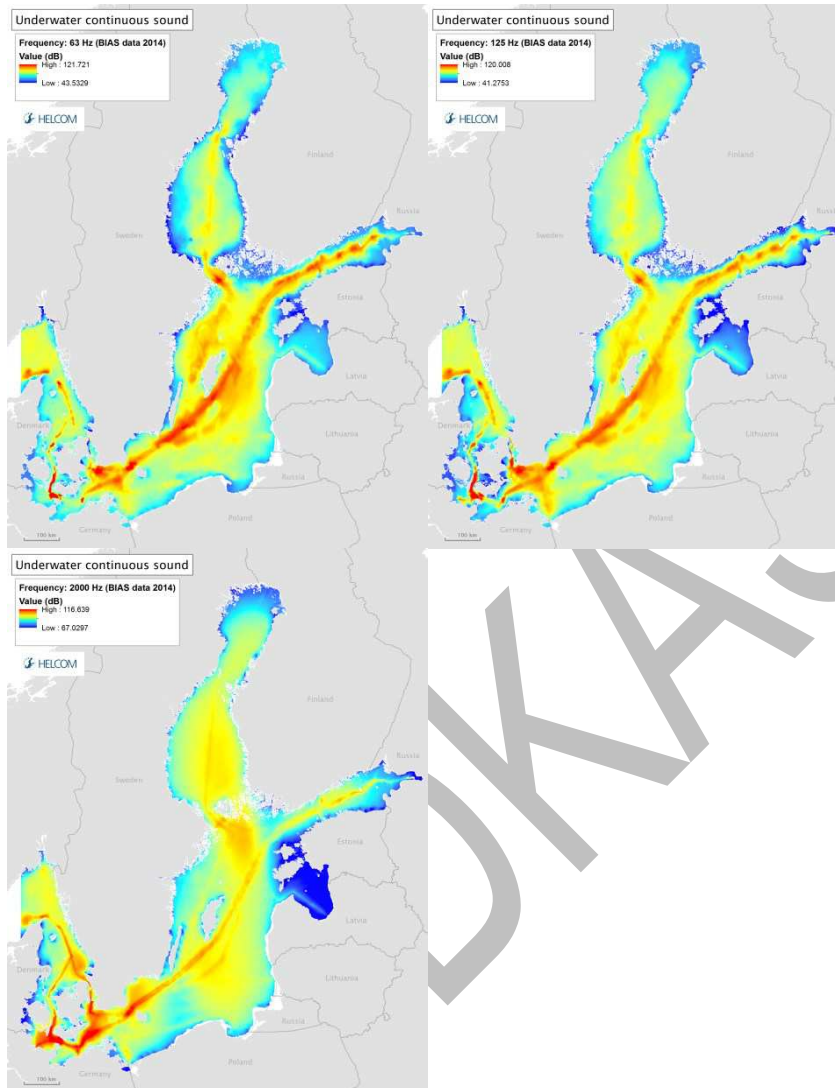 Underwater continuous sound
Frequency: 63 Hz (BIAS data 2014)
Value (dB)
High : 121.721
Low : 43.5329
HELCOM
Finland
Russia
Sweden
Estonia
Latvia
Denmark
Lithuania
Russia
Germany
Poland
100 km
Underwater continuous sound
Frequency: 125 Hz (BIAS data 2014)
Value (dB)
High : 120.008
Low : 41.2753
HELCOM
Finland
Russia
Sweden
Estonia
Latvia
Denmark
Lithuania
Russia
Germany
Poland
100 km
Underwater continuous sound
Frequency: 2000 Hz (BIAS data 2014)
Value (dB)
High : 116.639
Low : 67.0297
HELCOM
Finland
Russia
Sweden
Estonia
Latvia
Denmark
Lithuania
Russia
Germany
Poland
100 km